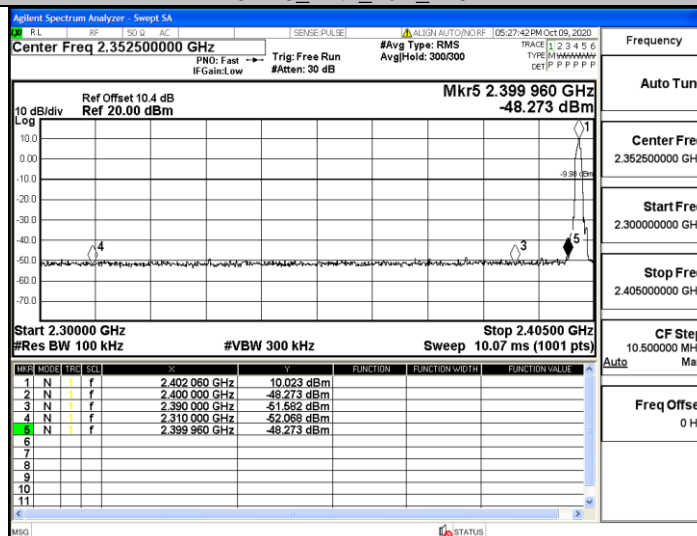 Agilent Spectrum Analyzer - Swept SA
RL RF 50 Ω AC SENSE:PULSE ALIGN AUTO/NO RF 05:27:42 PM Oct 09, 2020
Center Freq 2.352500000 GHz
#Avg Type: RMS
TRACE 1 2 3 4 5 6
PNO: Fast Trig: Free Run Avg|Hold: 300/300
TYPE M
IFGain:Low #Atten: 30 dB
DET P P P P P P
Mkr5 2.399 960 GHz
-48.273 dBm
Ref Offset 10.4 dB
10 dB/div Ref 20.00 dBm
Log
10.0
0.00
-10.0
-20.0
-30.0
-40.0
-50.0
-60.0
-70.0
1
-9.98 dBm
4
3
5
Start 2.30000 GHz Stop 2.40500 GHz
#Res BW 100 kHz #VBW 300 kHz Sweep 10.07 ms (1001 pts)
MKR MODE TRC SCL X Y FUNCTION FUNCTION WIDTH FUNCTION VALUE
1 N 1 f 2.402 060 GHz 10.023 dBm
2 N 1 f 2.400 000 GHz -48.273 dBm
3 N 1 f 2.390 000 GHz -51.582 dBm
4 N 1 f 2.310 000 GHz -52.068 dBm
5 N 1 f 2.399 960 GHz -48.273 dBm
6
7
8
9
10
11
MSG STATUS
Frequency
Auto Tun
Center Fre
2.352500000 GH
Start Fre
2.300000000 GH
Stop Fre
2.405000000 GH
CF Ste
10.500000 MH
Auto Ma
Freq Offse
0 H